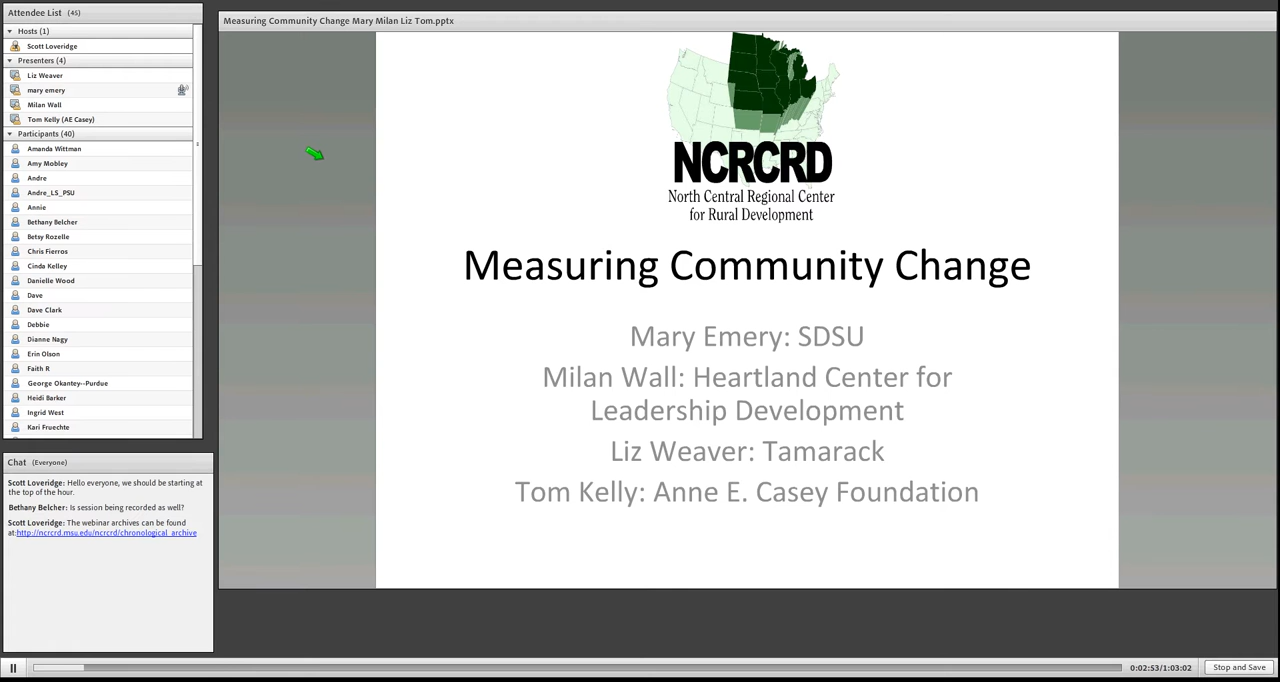 Attendee List (45)
Hosts (1)
Scott Loveridge
Presenters (4)
Liz Weaver
mary emery
Milan Wall
Tom Kelly (AE Casey)
Participants (40)
Amanda Wittman
Amy Mobley
Andre
Andre_LS_PSU
Annie
Bethany Belcher
Betsy Rozelle
Chris Fierros
Cinda Kelley
Danielle Wood
Dave
Dave Clark
Debbie
Dianne Nagy
Erin Olson
Faith R
George Okantey--Purdue
Heidi Barker
Ingrid West
Kari Fruechte
Chat (Everyone)
Scott Loveridge: Hello everyone, we should be starting at
the top of the hour.
Bethany Belcher: Is session being recorded as well?
Scott Loveridge: The webinar archives can be found
at:http://ncrcrd.msu.edu/ncrcrd/chronological_archive
Measuring Community Change Mary Milan Liz Tom.pptx
NCRCRD
North Central Regional Center
for Rural Development
Measuring Community Change
Mary Emery: SDSU
Milan Wall: Heartland Center for
Leadership Development
Liz Weaver: Tamarack
Tom Kelly: Anne E. Casey Foundation
0:02:53/1:03:02
Stop and Save